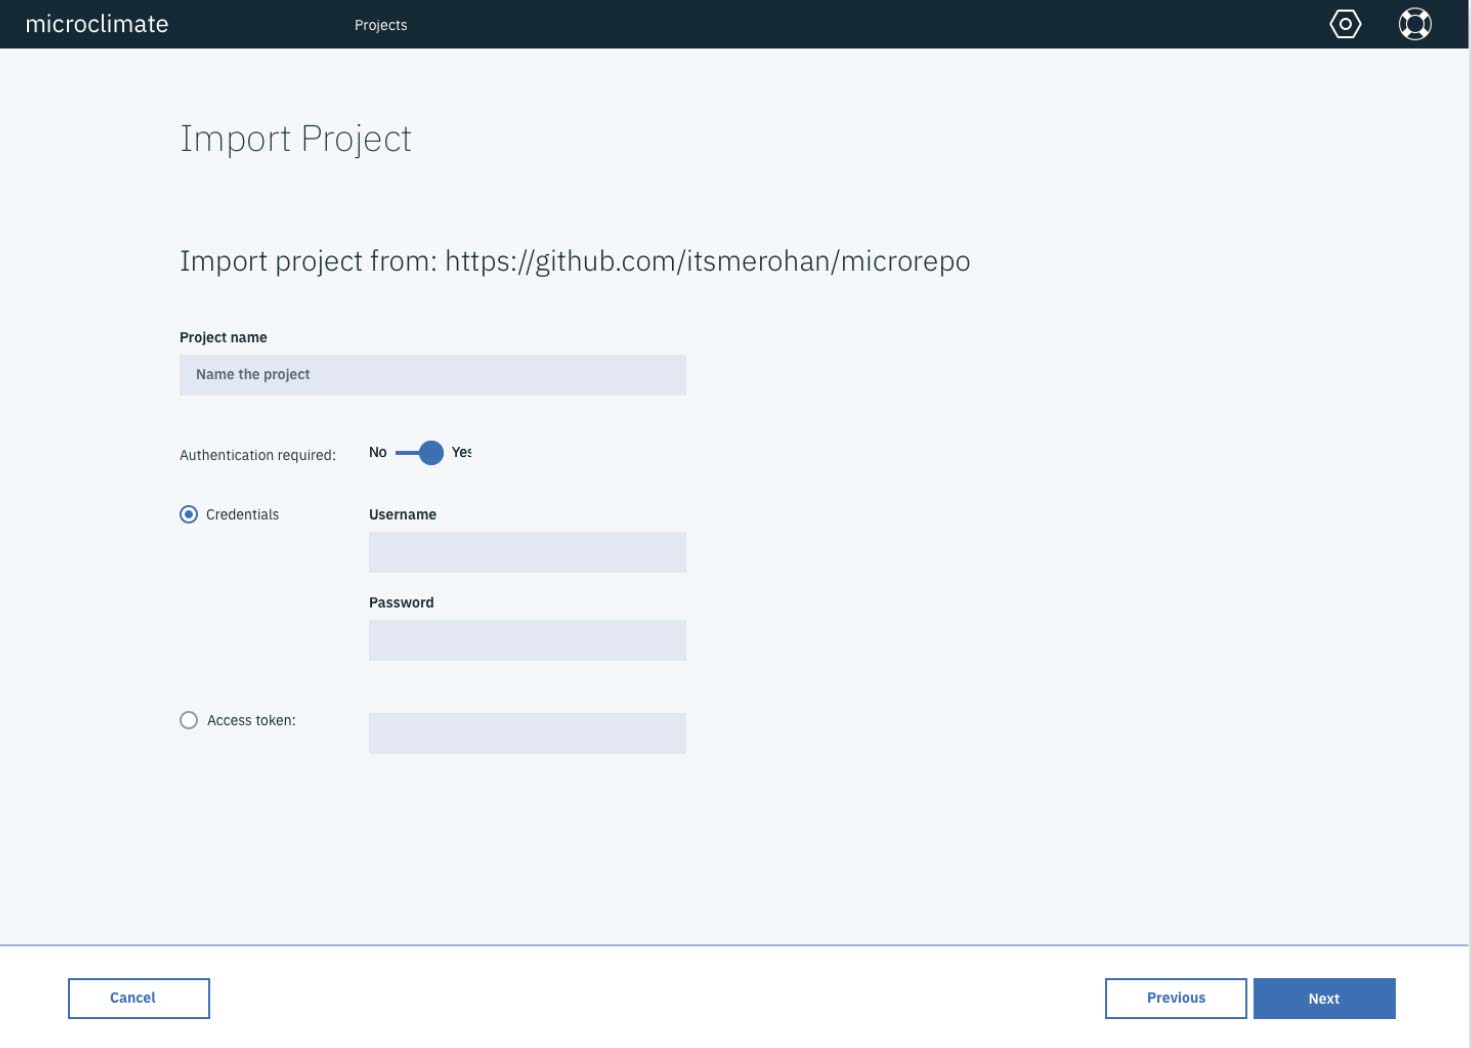 microclimate
Projects
Import Project
Import project from: https://github.com/itsmerohan/microrepo
Project name
Name the project
Authentication required: No Yes
Credentials
Username
Password
Access token:
Cancel
Previous
Next